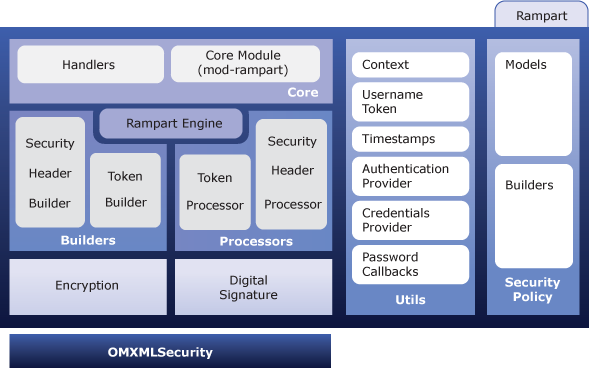 Rampart
Handlers
Core Module
(mod-rampart)
Core
Rampart Engine
Security
Header
Builder
Token
Builder
Builders
Token
Processor
Security
Header
Processor
Processors
Encryption
Digital
Signature
Context
Username
Token
Timestamps
Authentication
Provider
Credentials
Provider
Password
Callbacks
Utils
Models
Builders
Security
Policy
OMXMLSecurity